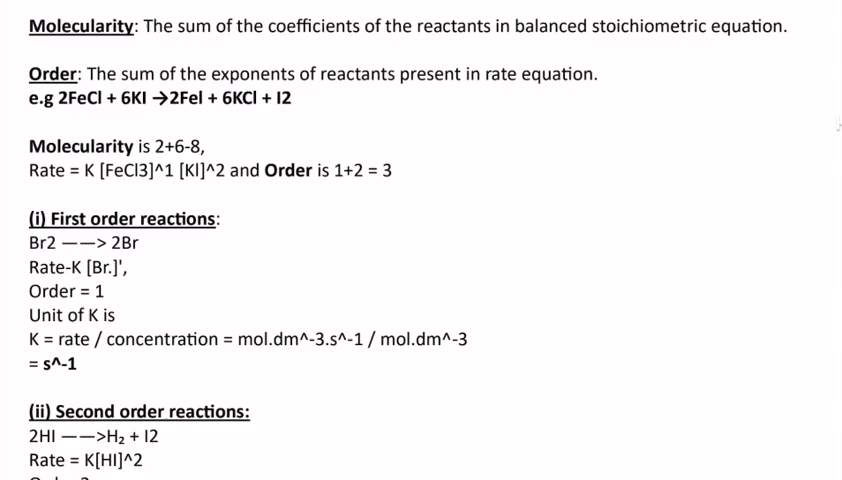 Molecularity: The sum of the coefficients of the reactants in balanced stoichiometric equation.
Order: The sum of the exponents of reactants present in rate equation.
e.g 2FeCl + 6KI →2Fel + 6KCl + I2
Molecularity is 2+6-8,
Rate = K [FeCl3]^1 [KI]^2 and Order is 1+2 = 3
(i) First order reactions:
Br2 ——> 2Br
Rate-K [Br.]',
Order = 1
Unit of K is
K = rate / concentration = mol.dm^-3.s^-1 / mol.dm^-3
= s^-1
(ii) Second order reactions:
2HI ——>H₂ + I2
Rate = K[HI]^2